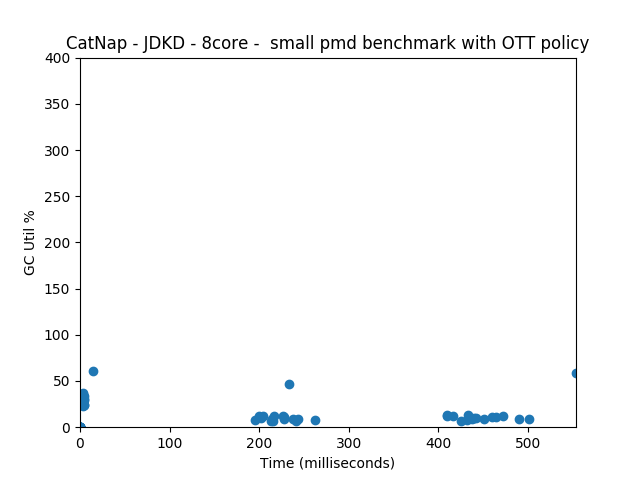 CatNap - JDKD - 8core -  small pmd benchmark with OTT policy
400
350
300
250
200
150
100
50
0
GC Util %
0 100 200 300 400 500
Time (milliseconds)